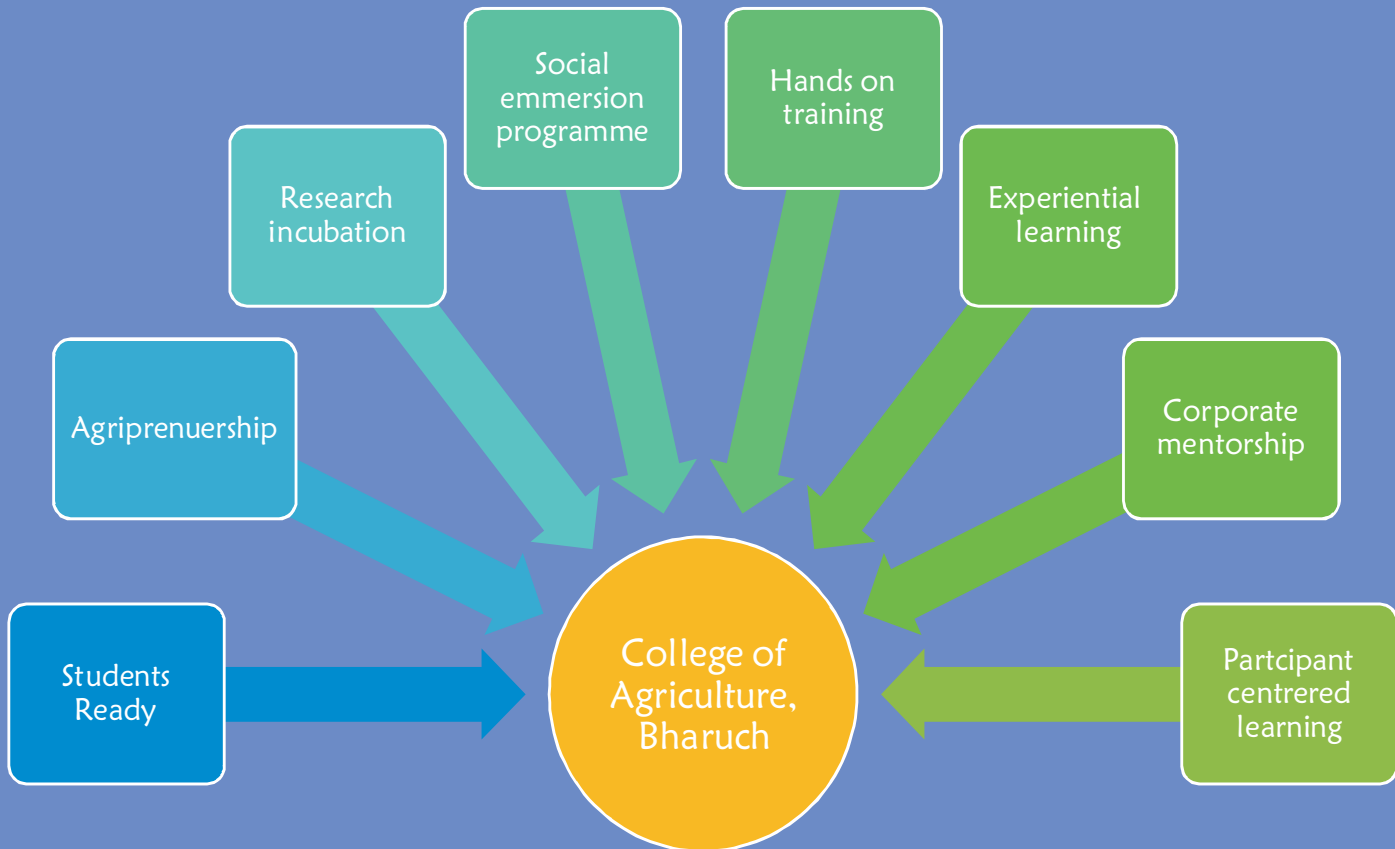 Social
emmersion
programme
Hands on
training
Research
incubation
Experiential
learning
Agriprenuership
Corporate
mentorship
Students
Ready
College of
Agriculture,
Bharuch
Partcipant
centrered
learning